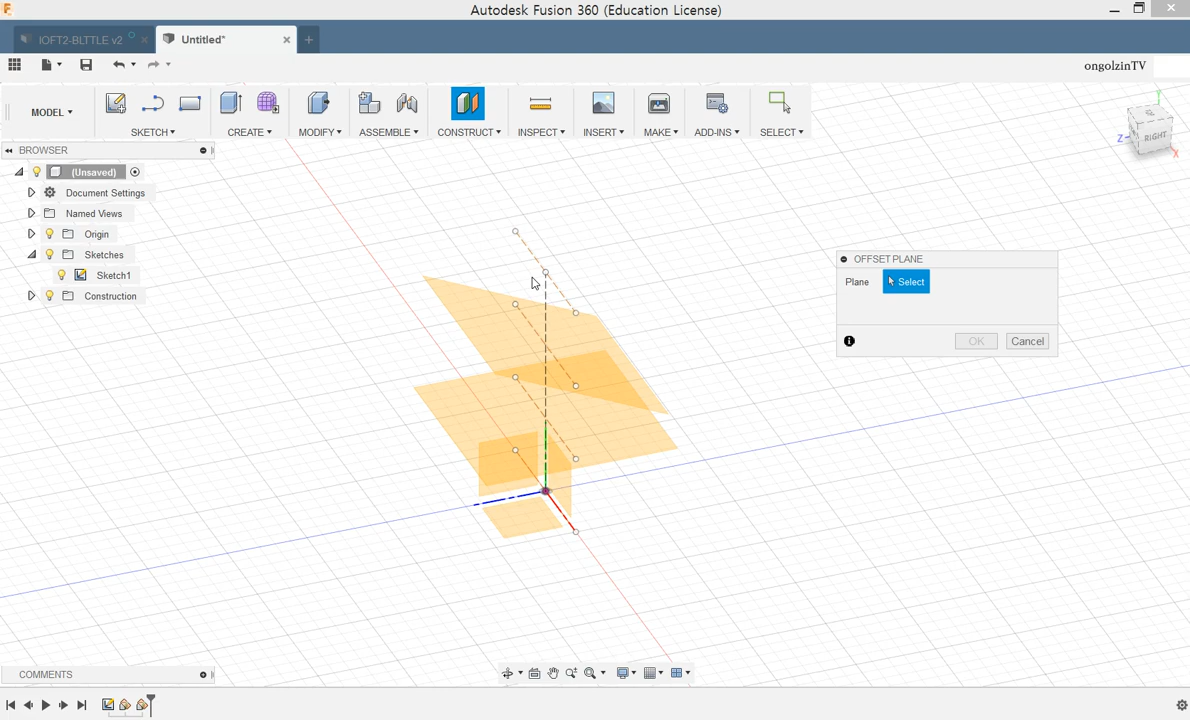 Autodesk Fusion 360 (Education License)
IOFT2-BLTTLE v2
Untitled*
ongolzinTV
MODEL
SKETCH
CREATE
MODIFY
ASSEMBLE
CONSTRUCT
INSPECT
INSERT
MAKE
ADD-INS
SELECT
BROWSER
(Unsaved)
Document Settings
Named Views
Origin
Sketches
Sketch1
Construction
Y
Z
RIGHT
X
OFFSET PLANE
Plane Select
OK Cancel
COMMENTS